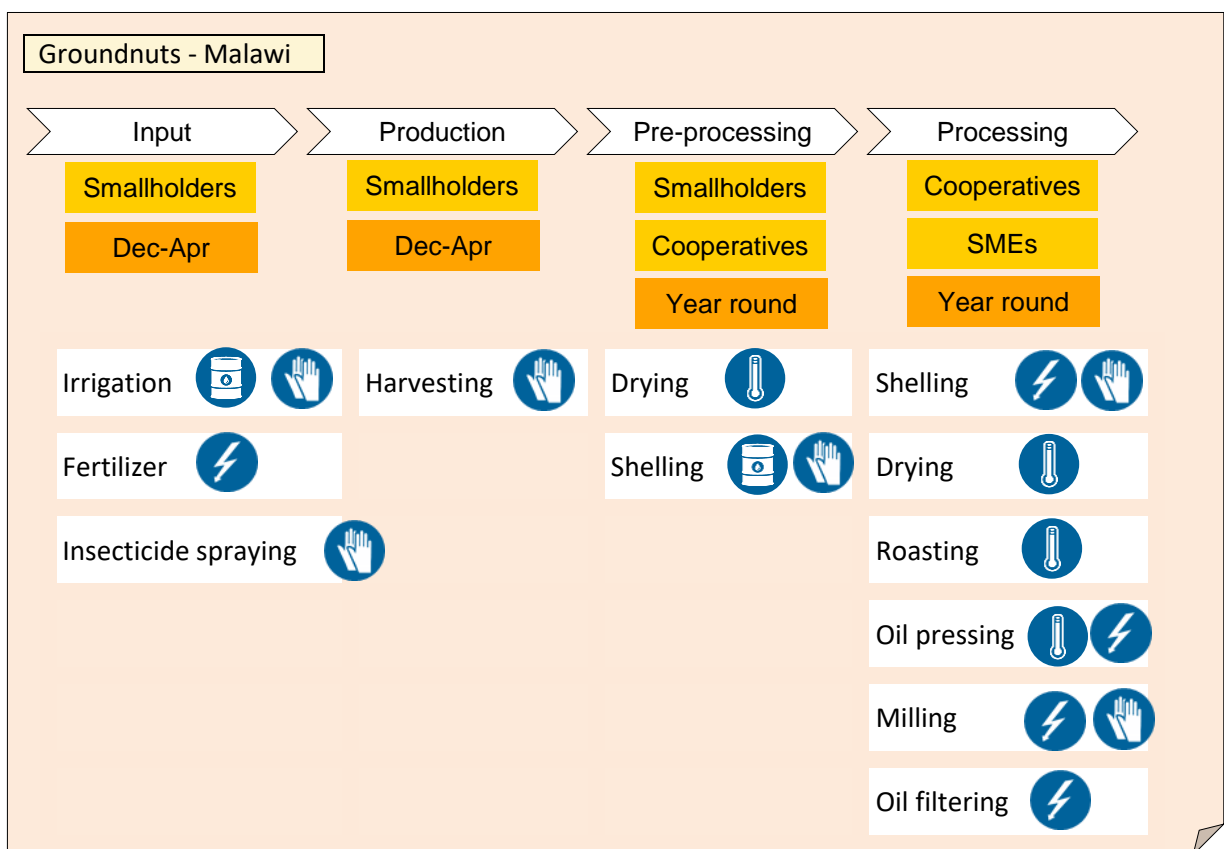 Groundnuts - Malawi
Input
Production
Pre-processing
Processing
Smallholders
Smallholders
Smallholders
Cooperatives
Dec-Apr
Dec-Apr
Cooperatives
SMEs
Year round
Year round
Irrigation
Harvesting
Drying
Shelling
Fertilizer
Shelling
Drying
Insecticide spraying
Roasting
Oil pressing
Milling
Oil filtering